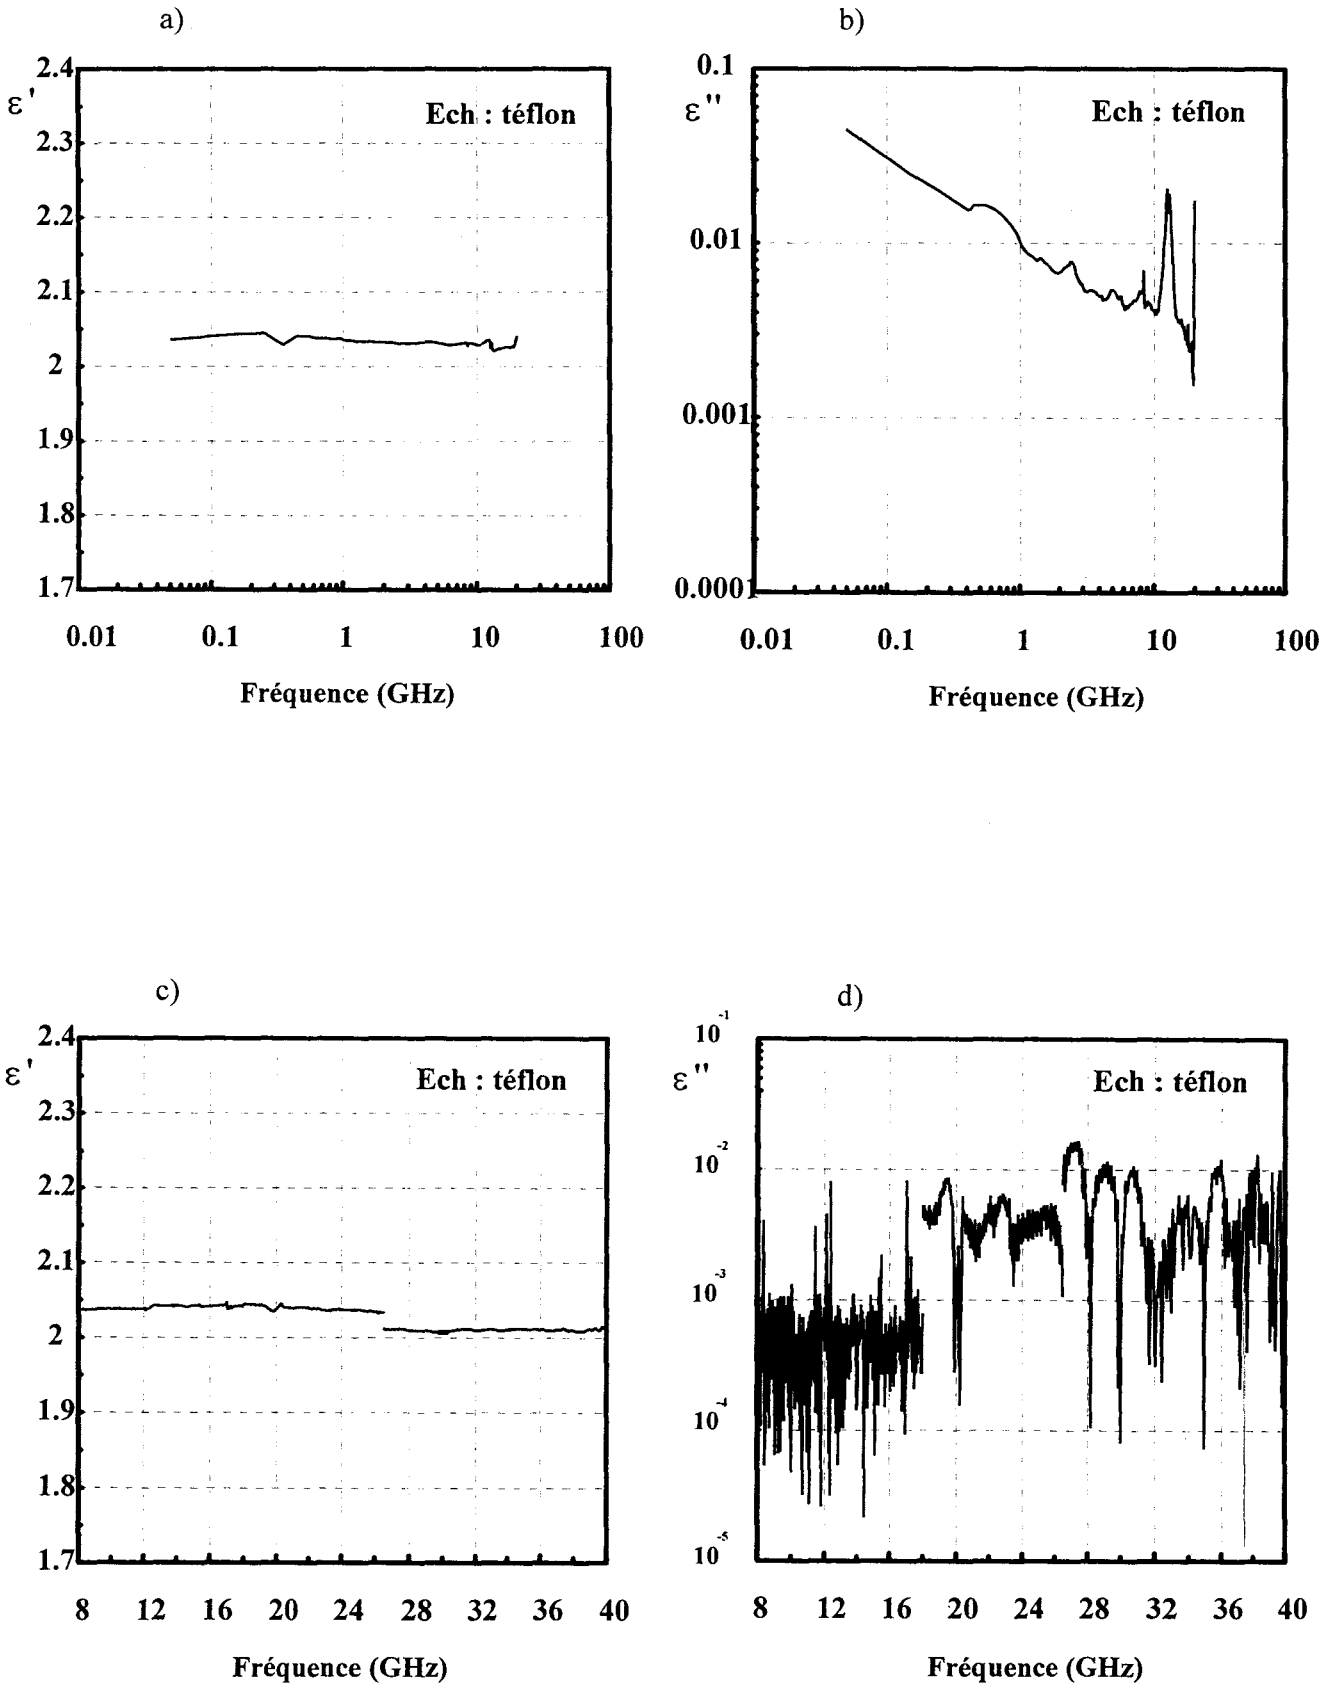 a)
2.4
ε'
Ech : téflon
2.3
2.2
2.1
2
1.9
1.8
1.7
0.01 0.1 1 10 100
Fréquence (GHz)
b)
0.1
ε''
Ech : téflon
0.01
0.001
0.0001
0.01 0.1 1 10 100
Fréquence (GHz)
c)
2.4
ε'
Ech : téflon
2.3
2.2
2.1
2
1.9
1.8
1.7
8 12 16 20 24 28 32 36 40
Fréquence (GHz)
d)
10⁻¹
ε''
Ech : téflon
10⁻²
10⁻³
10⁻⁴
10⁻⁵
8 12 16 20 24 28 32 36 40
Fréquence (GHz)